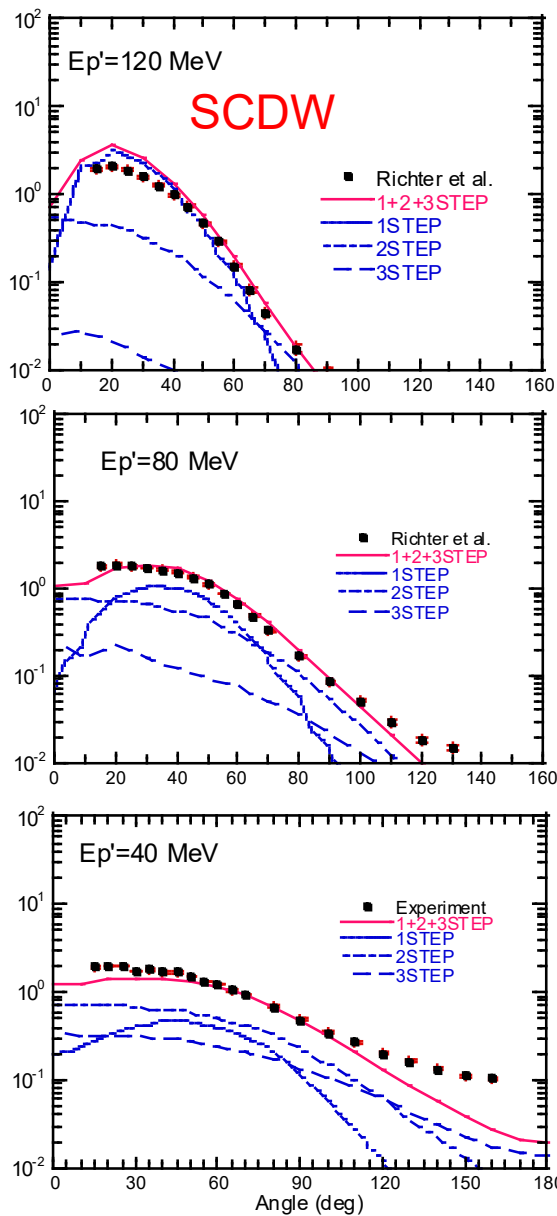 10²
Ep'=120 MeV
SCDW
10¹
10⁰
Richter et al.
1+2+3STEP
1STEP
2STEP
3STEP
10⁻¹
10⁻²
0 20 40 60 80 100 120 140 160
10²
Ep'=80 MeV
10¹
Richter et al.
1+2+3STEP
1STEP
2STEP
3STEP
10⁰
10⁻¹
10⁻²
0 20 40 60 80 100 120 140 160
10²
Ep'=40 MeV
10¹
Experiment
1+2+3STEP
1STEP
2STEP
3STEP
10⁰
10⁻¹
10⁻²
0 30 60 90 120 150 180
Angle (deg)